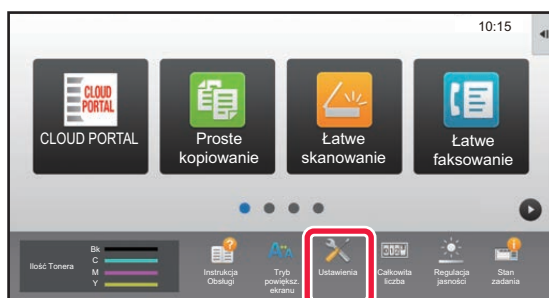 10:15
CLOUD
PORTAL
CLOUD PORTAL
Proste
kopiowanie
Łatwe
skanowanie
Łatwe
faksowanie
Ilość Tonera
Bk
C
M
Y
Instrukcja
Obsługi
Tryb
powiększ.
ekranu
Ustawienia
Całkowita
liczba
Regulacja
jasności
Stan
zadania